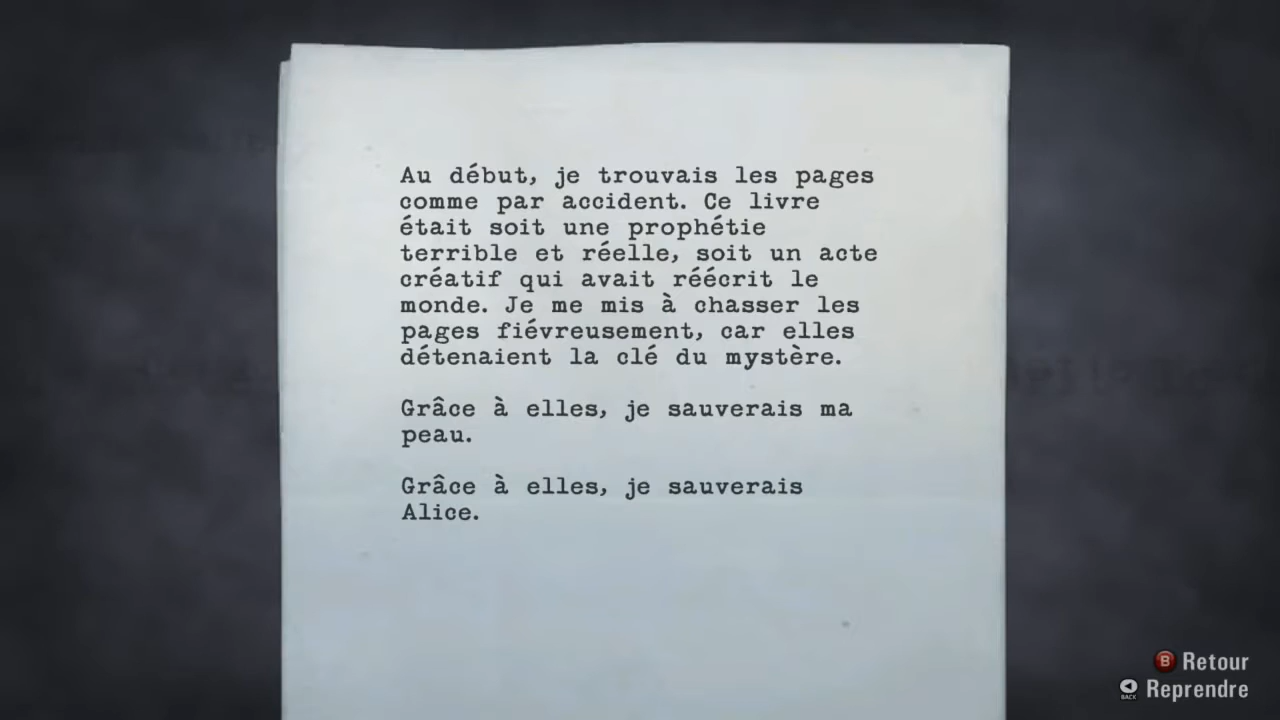 Au début, je trouvais les pages
comme par accident. Ce livre
était soit une prophétie
terrible et réelle, soit un acte
créatif qui avait réécrit le
monde. Je me mis à chasser les
pages fiévreusement, car elles
détenaient la clé du mystère.
Grâce à elles, je sauverais ma
peau.
Grâce à elles, je sauverais
Alice.
B Retour
BACK Reprendre